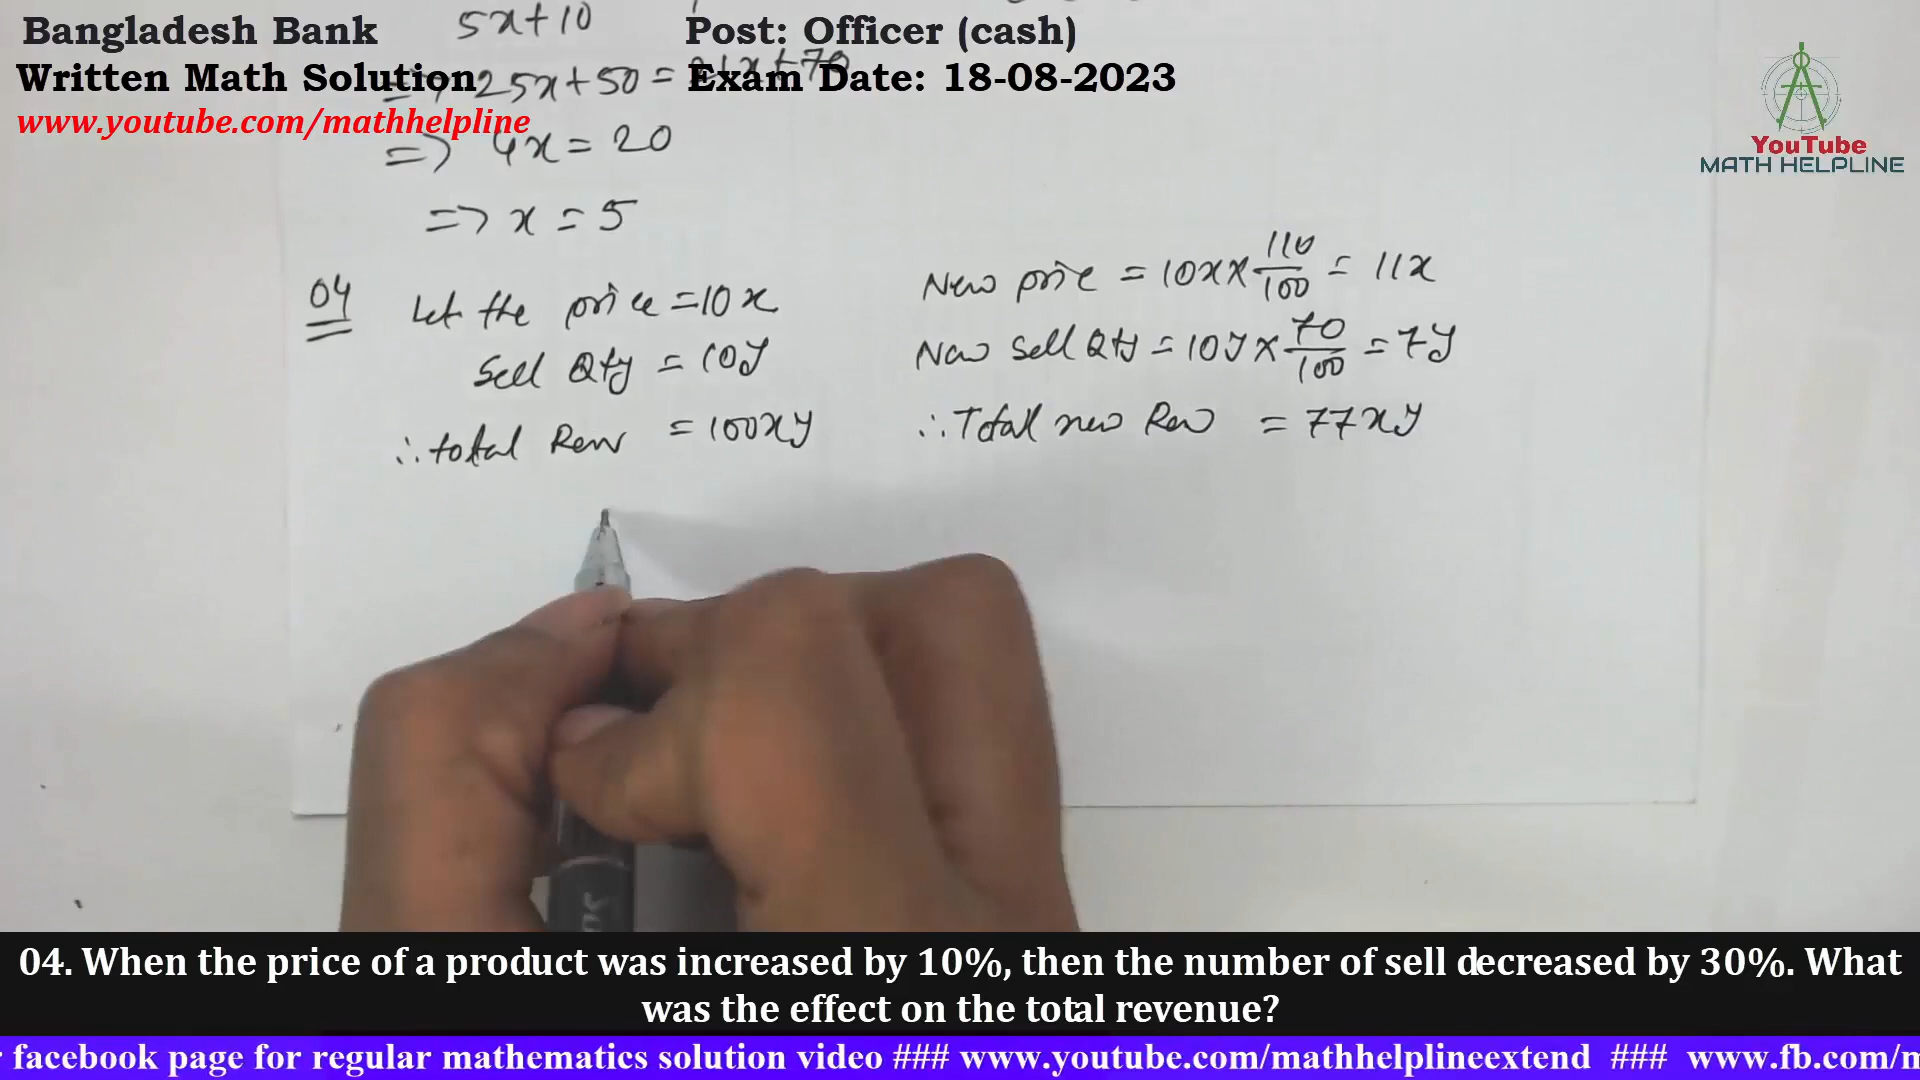 5x+10
Bangladesh Bank
Post: Officer (cash)
=> 25x+50 = 21x+70
Written Math Solution
Exam Date: 18-08-2023
www.youtube.com/mathhelpline
=> 4x = 20
YouTube
MATH HELPLINE
=> x = 5
04 Let the price = 10x
Sell Qty = 10y
∴ total Rev = 100xy
New price = 10x × 110/100 = 11x
New Sell Qty = 10y × 70/100 = 7y
∴ Total new Rev = 77xy
04. When the price of a product was increased by 10%, then the number of sell decreased by 30%. What
was the effect on the total revenue?
facebook page for regular mathematics solution video ### www.youtube.com/mathhelplineextend ### www.fb.com/m